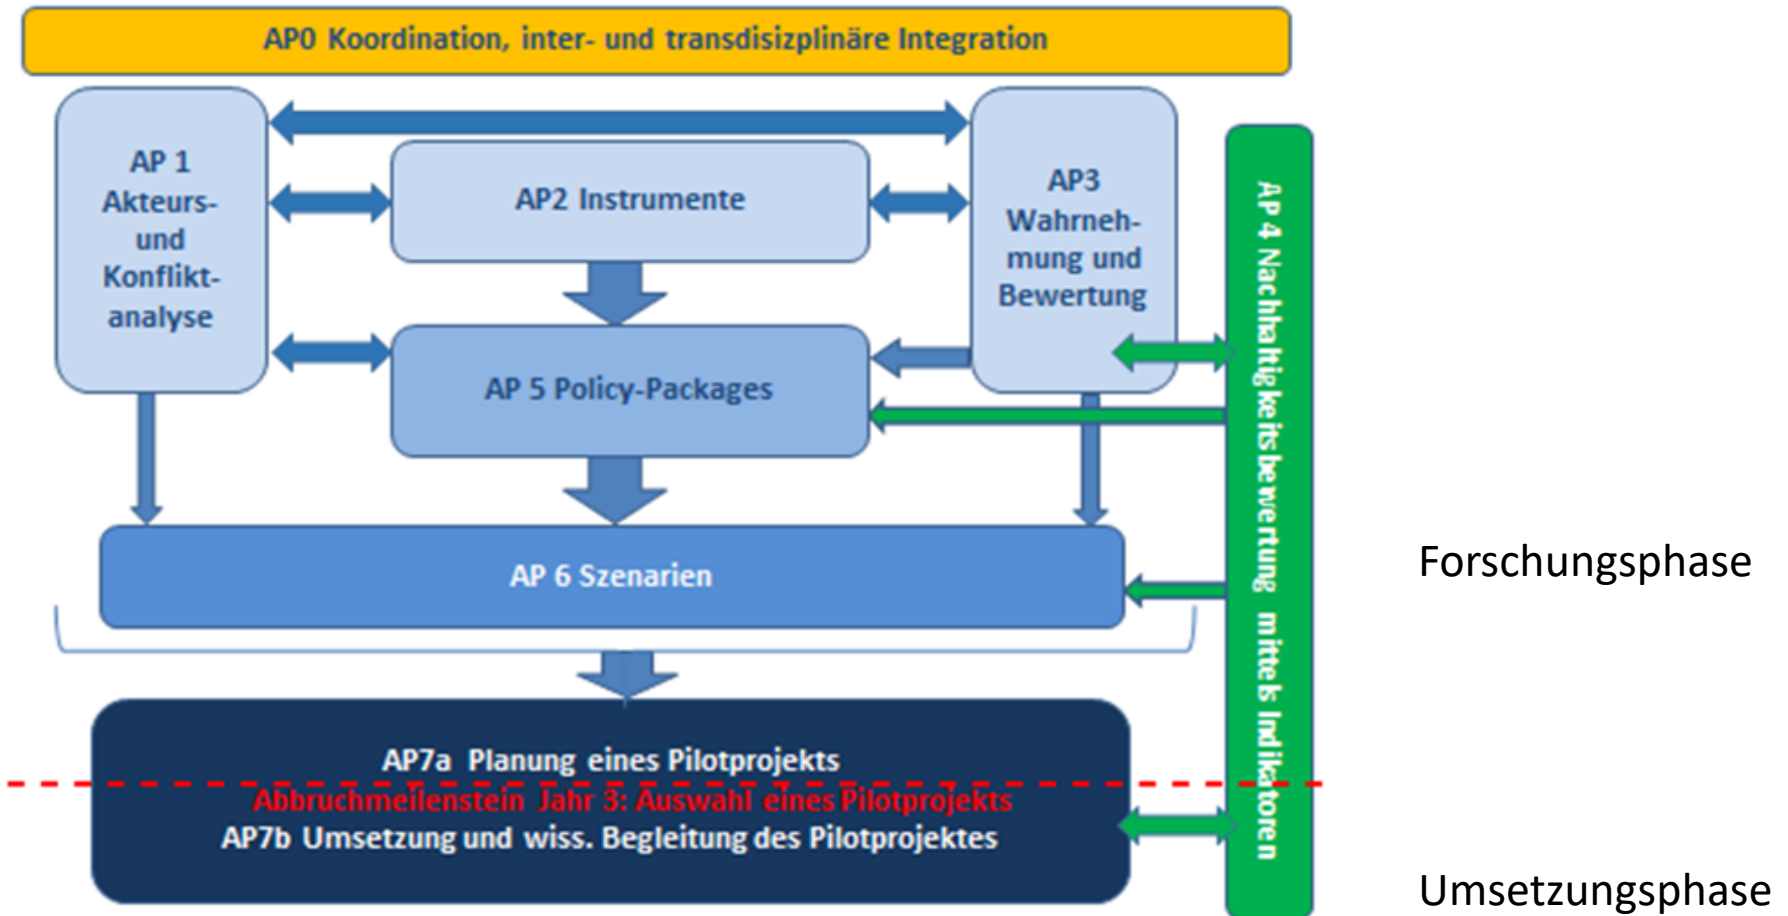 AP0 Koordination, inter- und transdisizplinäre Integration
AP 1
Akteurs-
und
Konflikt-
analyse
AP2 Instrumente
AP3
Wahrneh-
mung und
Bewertung
AP 4 Nachhaltigkeitsbewertung mittels Indikatoren
AP 5 Policy-Packages
AP 6 Szenarien
Forschungsphase
AP7a Planung eines Pilotprojekts
Abbruchmeilenstein Jahr 3: Auswahl eines Pilotprojekts
AP7b Umsetzung und wiss. Begleitung des Pilotprojektes
Umsetzungsphase